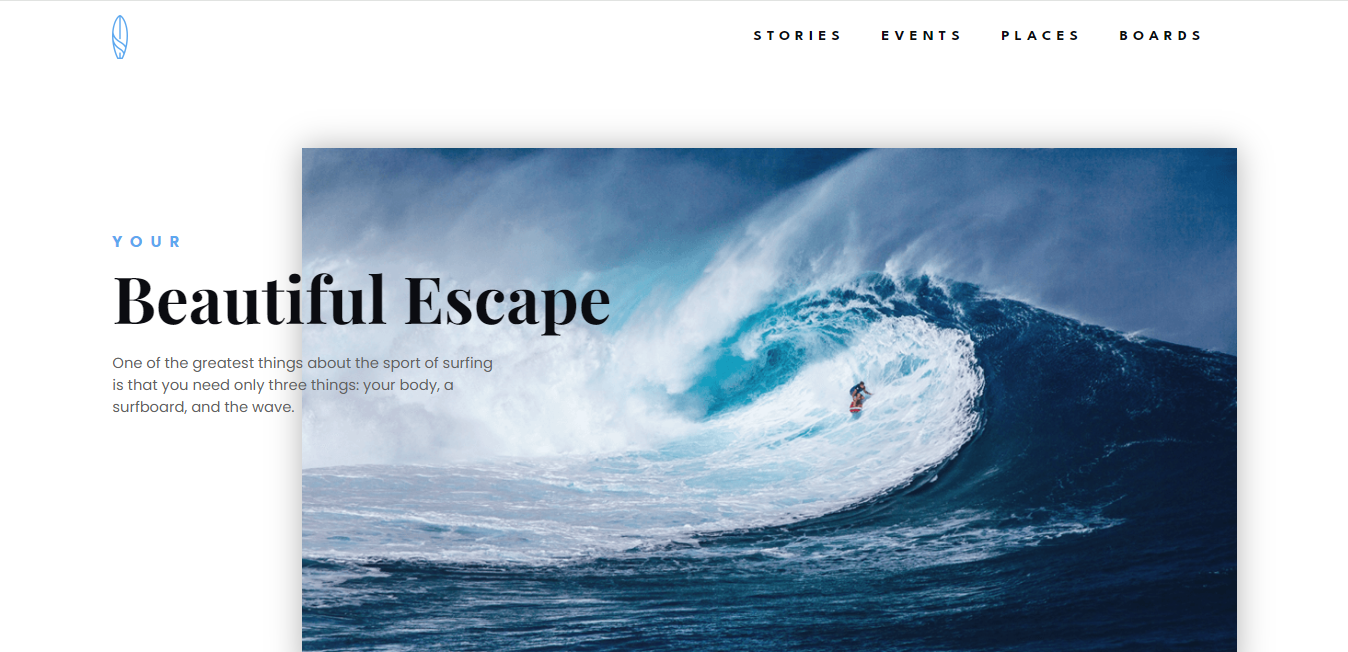 STORIES EVENTS PLACES BOARDS
YOUR
Beautiful Escape
One of the greatest things about the sport of surfing
is that you need only three things: your body, a
surfboard, and the wave.